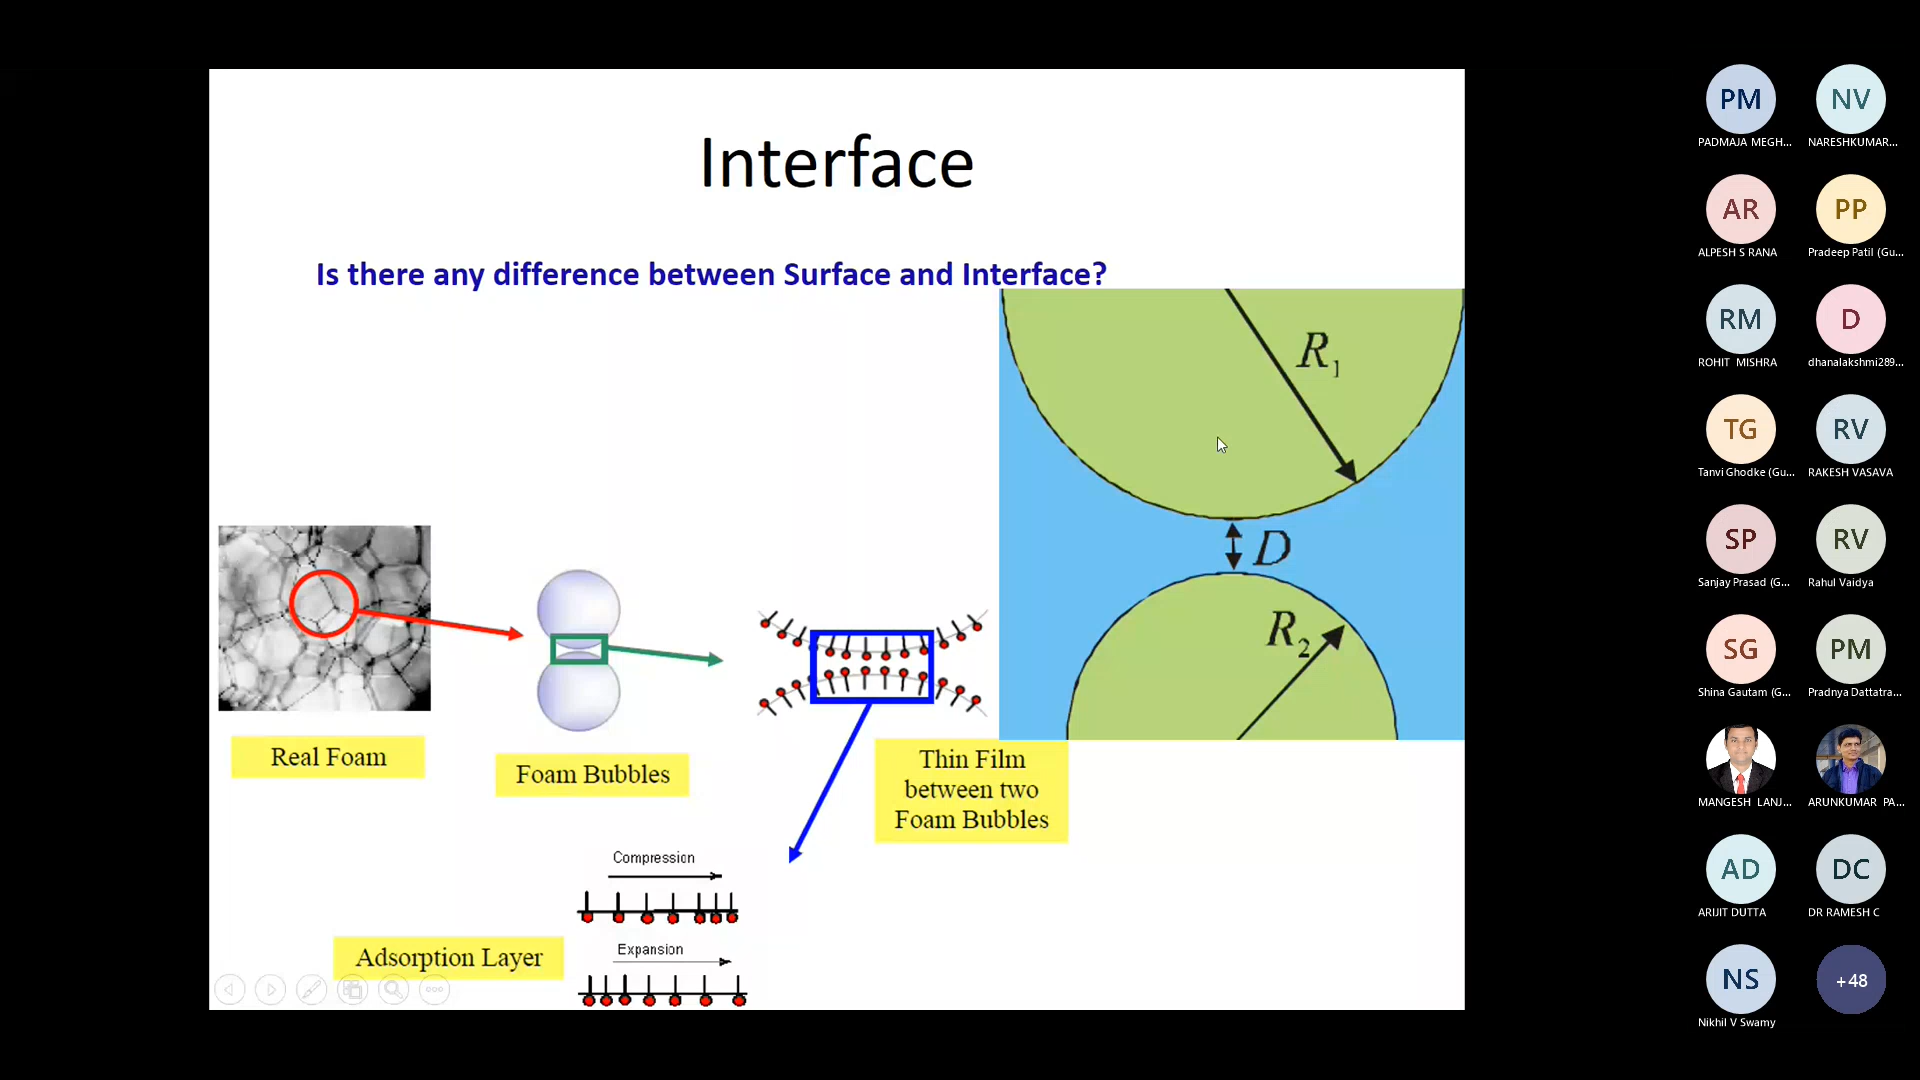 Interface
Is there any difference between Surface and Interface?
R1
D
R2
Real Foam
Foam Bubbles
Thin Film
between two
Foam Bubbles
Compression
Expansion
Adsorption Layer
PM
PADMAJA MEGH...
NV
NARESHKUMAR...
AR
ALPESH S RANA
PP
Pradeep Patil (Gu...
RM
ROHIT MISHRA
D
dhanalakshmi289...
TG
Tanvi Ghodke (Gu...
RV
RAKESH VASAVA
SP
Sanjay Prasad (G...
RV
Rahul Vaidya
SG
Shina Gautam (G...
PM
Pradnya Dattatra...
MANGESH LANJ...
ARUNKUMAR PA...
AD
ARIJIT DUTTA
DC
DR RAMESH C
NS
Nikhil V Swamy
+48